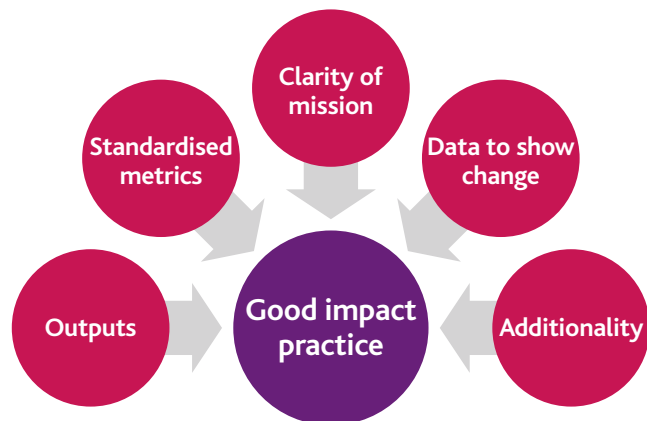 Clarity of
mission
Standardised
metrics
Data to show
change
Outputs
Good impact
practice
Additionality